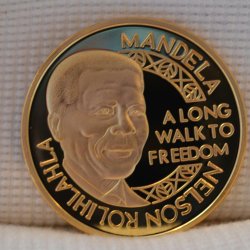 NELSON ROLIHLAHLA
MANDELA
A LONG
WALK TO
FREEDOM